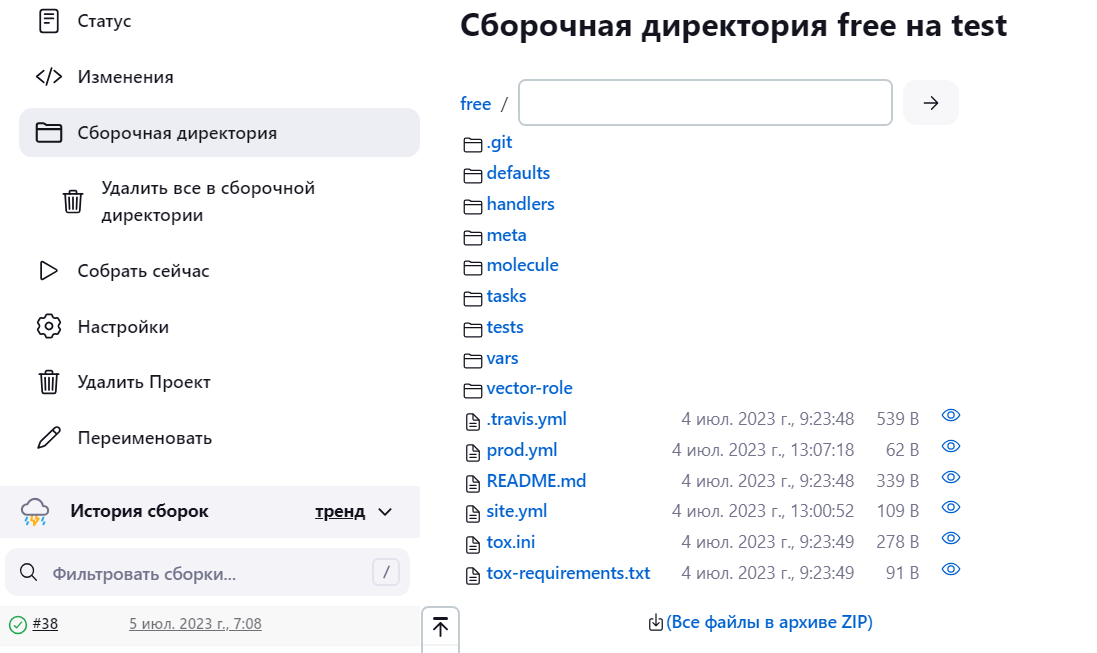 Статус
Изменения
Сборочная директория
Удалить все в сборочной
директории
Собрать сейчас
Настройки
Удалить Проект
Переименовать
История сборок тренд
Фильтровать сборки... /
#38 5 июл. 2023 г., 7:08
Сборочная директория free на test
free /
.git
defaults
handlers
meta
molecule
tasks
tests
vars
vector-role
.travis.yml 4 июл. 2023 г., 9:23:48 539 B
prod.yml 4 июл. 2023 г., 13:07:18 62 B
README.md 4 июл. 2023 г., 9:23:48 339 B
site.yml 4 июл. 2023 г., 13:00:52 109 B
tox.ini 4 июл. 2023 г., 9:23:49 278 B
tox-requirements.txt 4 июл. 2023 г., 9:23:49 91 B
(Все файлы в архиве ZIP)